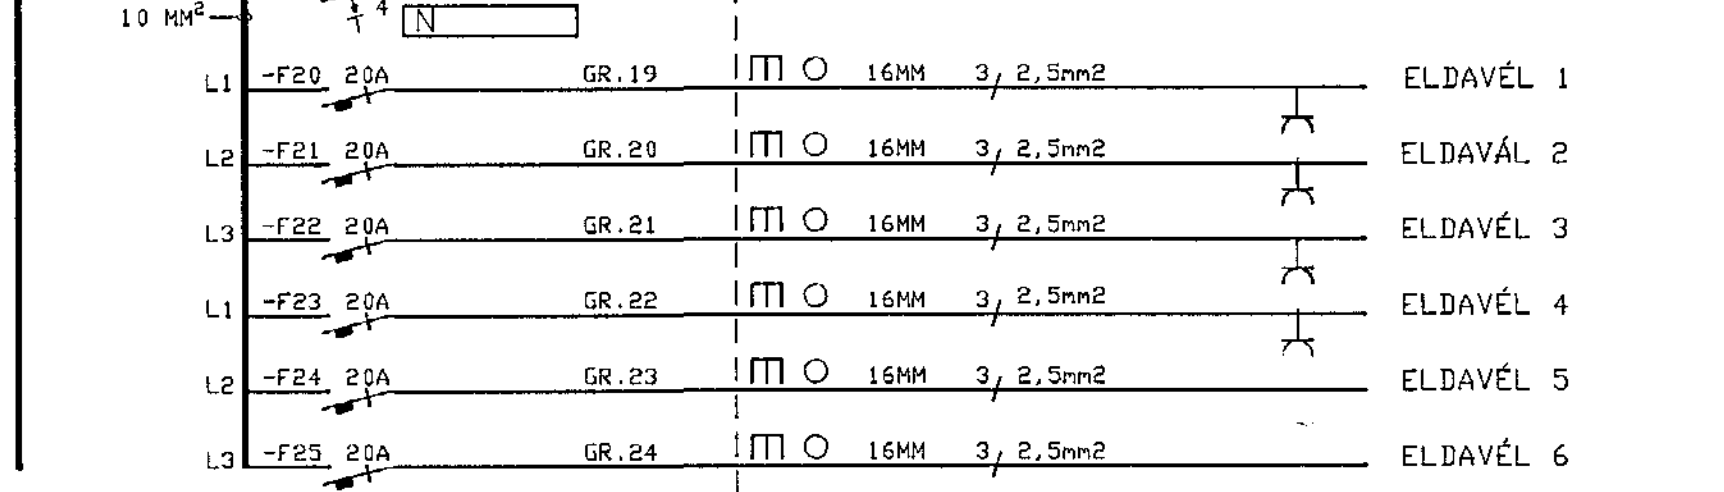 10 MM² 4 N
L1 -F20 20A GR.19 16MM 3/ 2,5mm2 ELDAVÉL 1
L2 -F21 20A GR.20 16MM 3/ 2,5mm2 ELDAVÁL 2
L3 -F22 20A GR.21 16MM 3/ 2,5mm2 ELDAVÉL 3
L1 -F23 20A GR.22 16MM 3/ 2,5mm2 ELDAVÉL 4
L2 -F24 20A GR.23 16MM 3/ 2,5mm2 ELDAVÉL 5
L3 -F25 20A GR.24 16MM 3/ 2,5mm2 ELDAVÉL 6